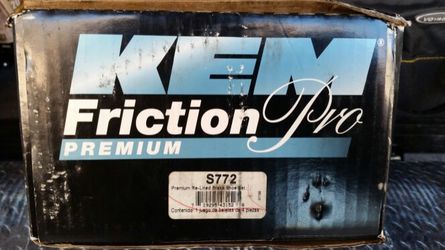 KEM
Friction Pro
PREMIUM
S772
Premium Re-Lined Brake Shoe Set
Contenido: 1 juego de balatas de 4 piezas